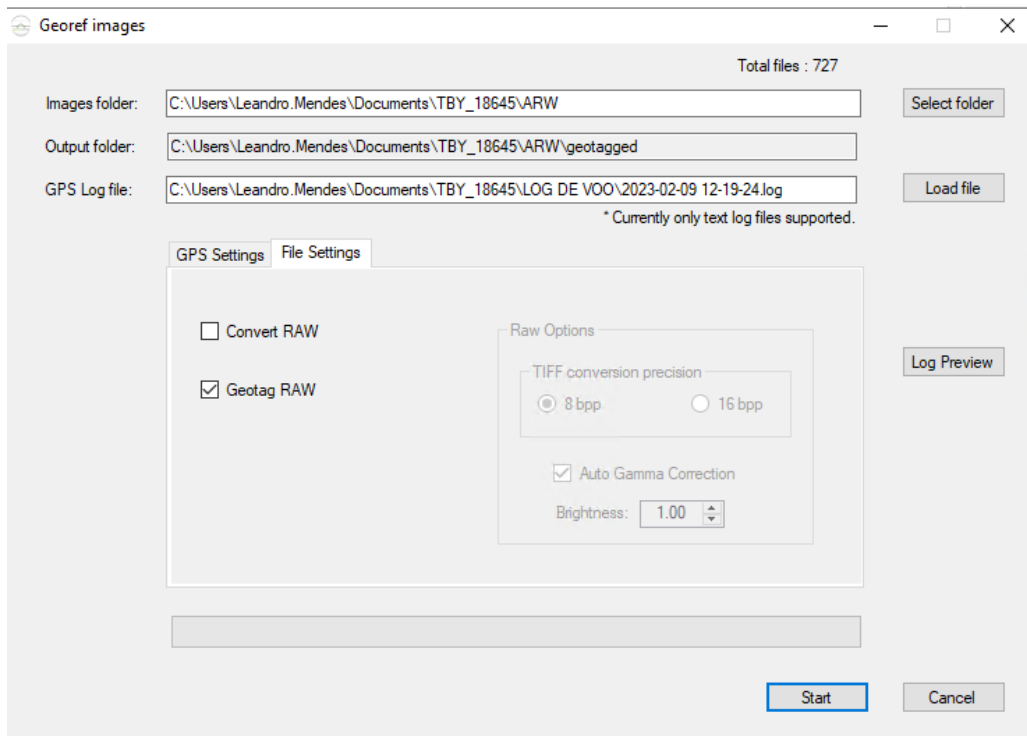 Georef images
Total files : 727
Images folder: C:\Users\Leandro.Mendes\Documents\TBY_18645\ARW Select folder
Output folder: C:\Users\Leandro.Mendes\Documents\TBY_18645\ARW\geotagged
GPS Log file: C:\Users\Leandro.Mendes\Documents\TBY_18645\LOG DE VOO\2023-02-09 12-19-24.log Load file
* Currently only text log files supported.
GPS Settings File Settings
Convert RAW Raw Options
Log Preview
TIFF conversion precision
Geotag RAW
8 bpp 16 bpp
Auto Gamma Correction
Brightness: 1.00
Start Cancel